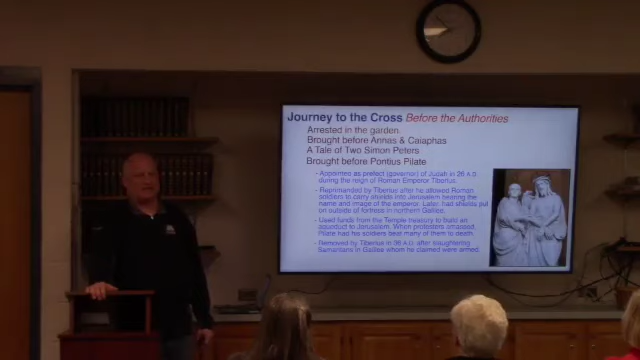 Journey to the Cross Before the Authorities
Arrested in the garden.
Brought before Annas & Caiaphas
A Tale of Two Simon Peters
Brought before Pontius Pilate
- Appointed as prefect (governor) of Judah in 26 A.D.
during the reign of Roman Emperor Tiberius.
- Reprimanded by Tiberius after he allowed Roman
soldiers to carry shields into Jerusalem bearing the
name and image of the emperor. Later, had shields put
on outside of fortress in northern Galilee.
- Used funds from the Temple treasury to build an
aqueduct to Jerusalem. When protesters amassed,
Pilate had his soldiers beat many of them to death.
- Removed by Tiberius in 36 A.D. after slaughtering
Samaritans in Galilee whom he claimed were armed.